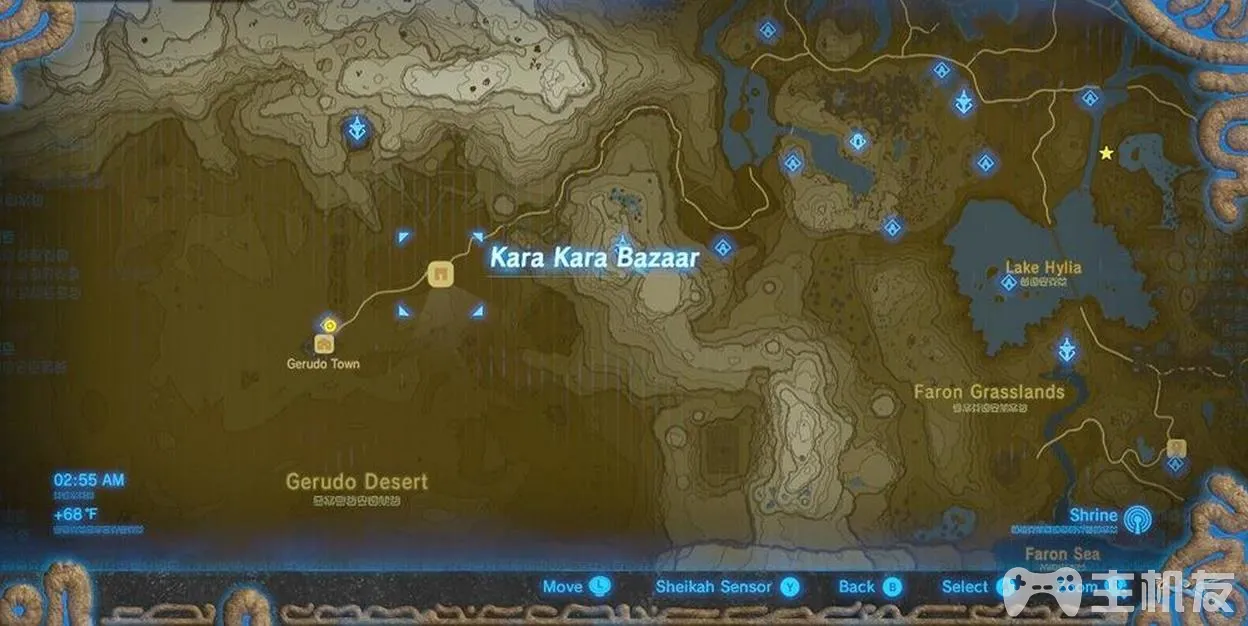 Kara Kara Bazaar
Lake Hylia
Gerudo Town
Faron Grasslands
Gerudo Desert
02:55 AM
+68°F
Shrine
Faron Sea
Move L
Sheikah Sensor Y
Back B
Select
主机友